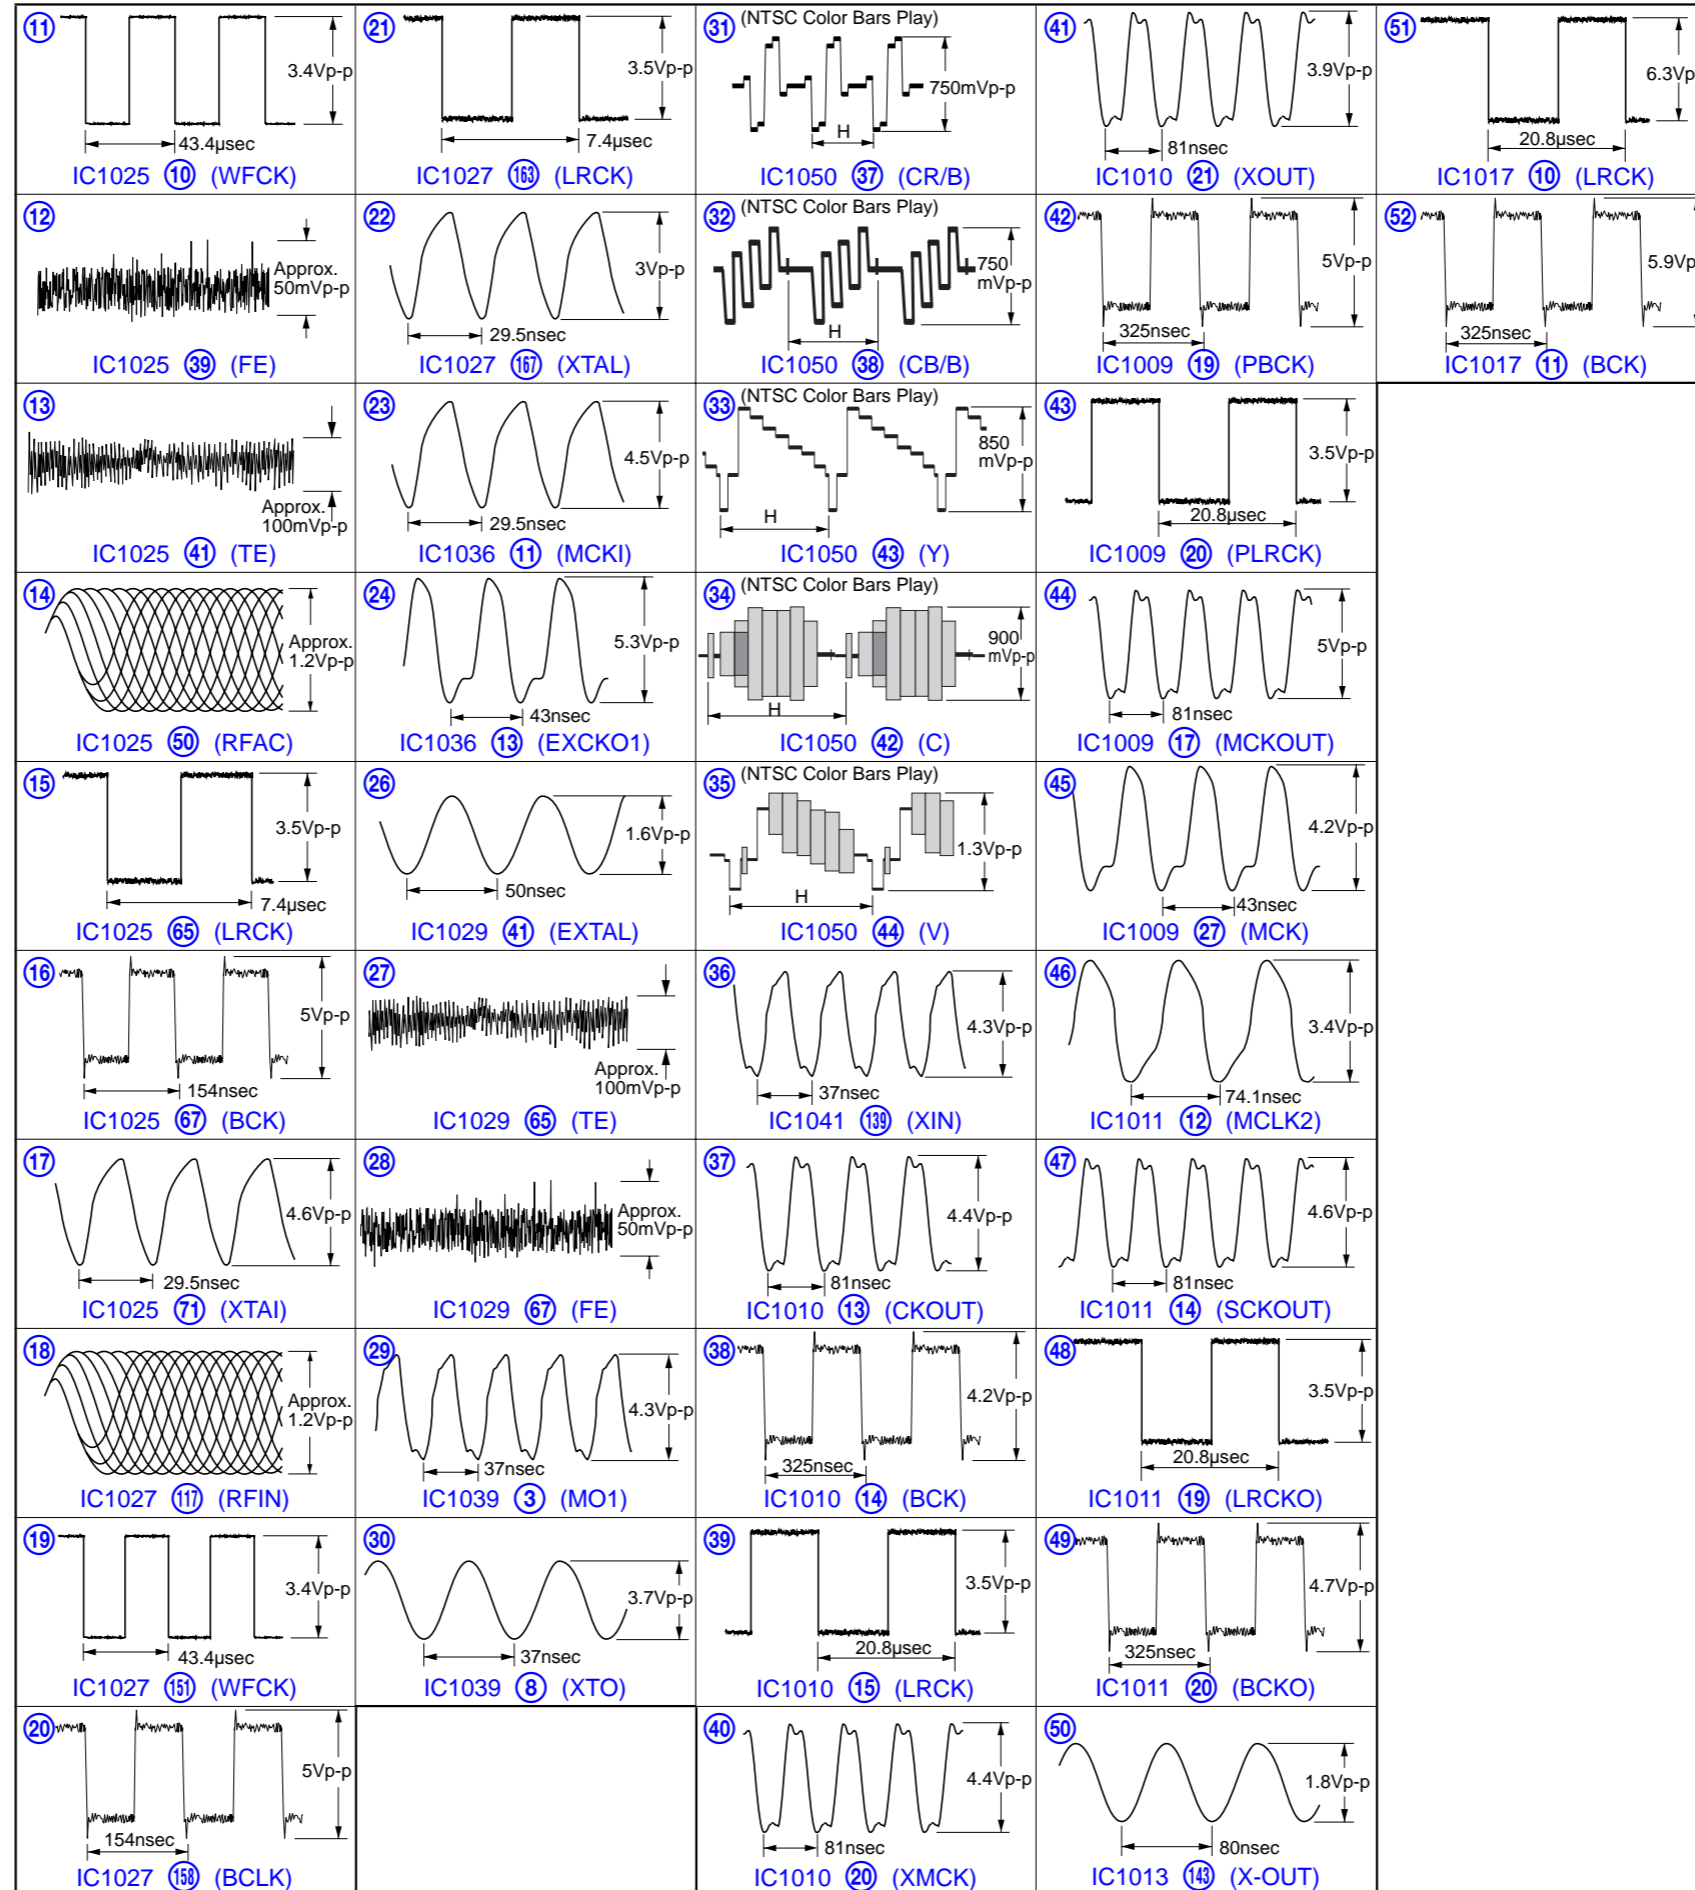 11
3.4Vp-p
43.4µsec
IC1025 10 (WFCK)
12
Approx.
50mVp-p
IC1025 39 (FE)
13
Approx.
100mVp-p
IC1025 41 (TE)
14
Approx.
1.2Vp-p
IC1025 50 (RFAC)
15
3.5Vp-p
7.4µsec
IC1025 65 (LRCK)
16
5Vp-p
154nsec
IC1025 67 (BCK)
17
4.6Vp-p
29.5nsec
IC1025 71 (XTAI)
18
Approx.
1.2Vp-p
IC1027 117 (RFIN)
19
3.4Vp-p
43.4µsec
IC1027 151 (WFCK)
20
5Vp-p
154nsec
IC1027 158 (BCLK)
21
3.5Vp-p
7.4µsec
IC1027 163 (LRCK)
22
3Vp-p
29.5nsec
IC1027 167 (XTAL)
23
4.5Vp-p
29.5nsec
IC1036 11 (MCKI)
24
5.3Vp-p
43nsec
IC1036 13 (EXCKO1)
26
1.6Vp-p
50nsec
IC1029 41 (EXTAL)
27
Approx.
100mVp-p
IC1029 65 (TE)
28
Approx.
50mVp-p
IC1029 67 (FE)
29
4.3Vp-p
37nsec
IC1039 3 (MO1)
30
3.7Vp-p
37nsec
IC1039 8 (XTO)
31 (NTSC Color Bars Play)
750mVp-p
H
IC1050 37 (CR/B)
32 (NTSC Color Bars Play)
750
mVp-p
H
IC1050 38 (CB/B)
33 (NTSC Color Bars Play)
850
mVp-p
H
IC1050 43 (Y)
34 (NTSC Color Bars Play)
900
mVp-p
H
IC1050 42 (C)
35 (NTSC Color Bars Play)
1.3Vp-p
H
IC1050 44 (V)
36
4.3Vp-p
37nsec
IC1041 139 (XIN)
37
4.4Vp-p
81nsec
IC1010 13 (CKOUT)
38
4.2Vp-p
325nsec
IC1010 14 (BCK)
39
3.5Vp-p
20.8µsec
IC1010 15 (LRCK)
40
4.4Vp-p
81nsec
IC1010 20 (XMCK)
41
3.9Vp-p
81nsec
IC1010 21 (XOUT)
42
5Vp-p
325nsec
IC1009 19 (PBCK)
43
3.5Vp-p
20.8µsec
IC1009 20 (PLRCK)
44
5Vp-p
81nsec
IC1009 17 (MCKOUT)
45
4.2Vp-p
43nsec
IC1009 27 (MCK)
46
3.4Vp-p
74.1nsec
IC1011 12 (MCLK2)
47
4.6Vp-p
81nsec
IC1011 14 (SCKOUT)
48
3.5Vp-p
20.8µsec
IC1011 19 (LRCKO)
49
4.7Vp-p
325nsec
IC1011 20 (BCKO)
50
1.8Vp-p
80nsec
IC1013 143 (X-OUT)
51
6.3Vp
20.8µsec
IC1017 10 (LRCK)
52
5.9Vp
325nsec
IC1017 11 (BCK)